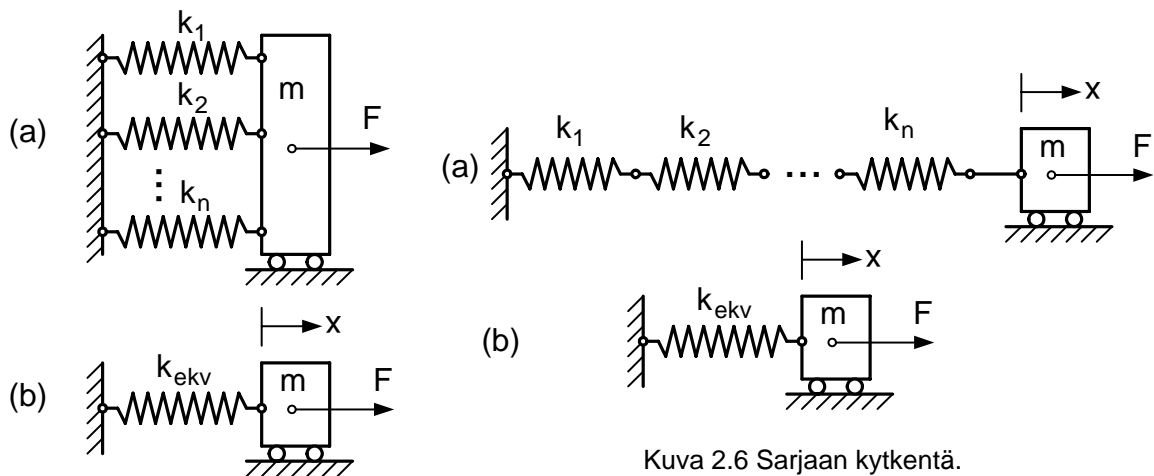 k1
m
k2
(a)
F
kn
x
kekv
m
F
(b)
x
k1
k2
kn
m
F
(a)
...
x
kekv
m
F
(b)
Kuva 2.6 Sarjaan kytkentä.